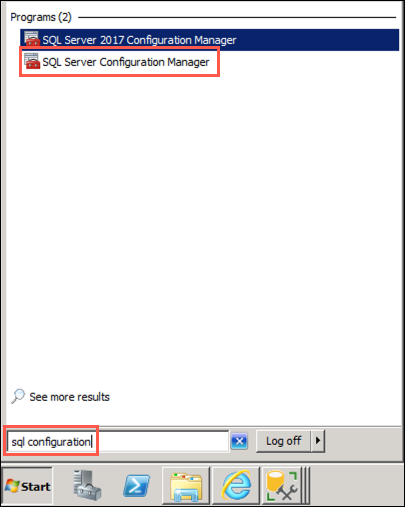 Programs (2)
SQL Server 2017 Configuration Manager
SQL Server Configuration Manager
See more results
sql configuration
Log off
Start